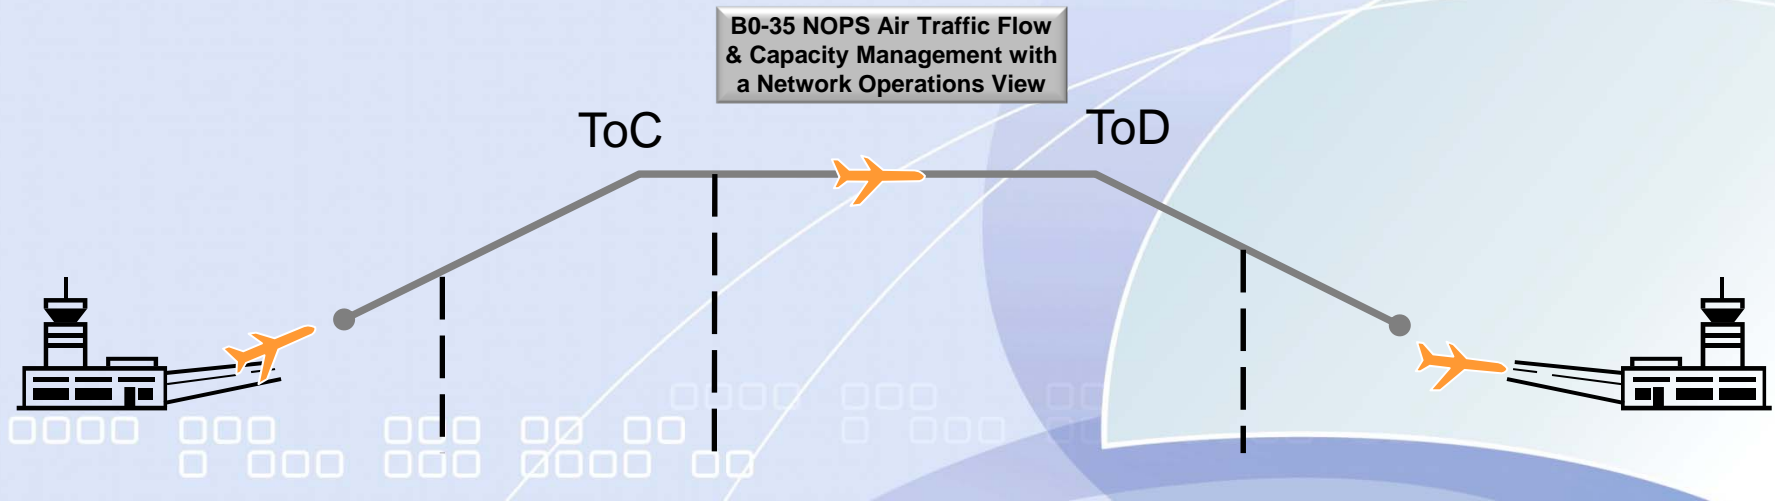 B0-35 NOPS Air Traffic Flow
& Capacity Management with
a Network Operations View
ToC
ToD